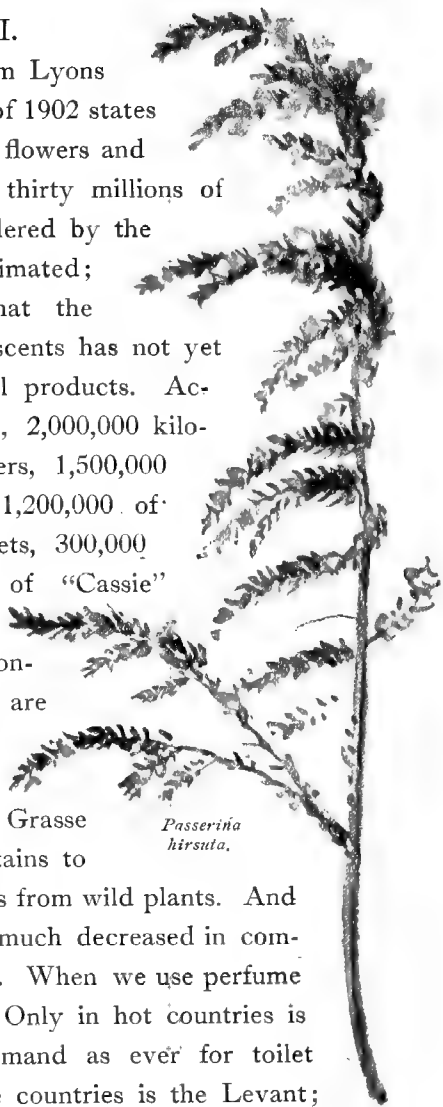 I.
m Lyons
of 1902 states
flowers and
thirty millions of
lered by the
imated;
nat the
scents has not yet
l products. Ac-
, 2,000,000 kilo-
ers, 1,500,000
1,200,000 of
ets, 300,000
of “Cassie”
on-
are
Grasse
tains to
s from wild plants. And
much decreased in com-
. When we use perfume
Only in hot countries is
mand as ever for toilet
e countries is the Levant;
Passerina
hirsuta.